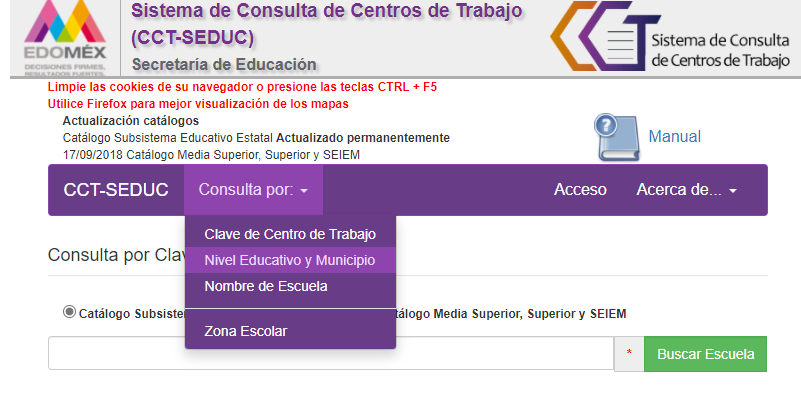 EDOMÉX
DECISIONES FIRMES, RESULTADOS FUERTES.
Sistema de Consulta de Centros de Trabajo
(CCT-SEDUC)
Secretaría de Educación
Sistema de Consulta
de Centros de Trabajo
Limpie las cookies de su navegador o presione las teclas CTRL + F5
Utilice Firefox para mejor visualización de los mapas
Actualización catálogos
Catálogo Subsistema Educativo Estatal Actualizado permanentemente
17/09/2018 Catálogo Media Superior, Superior y SEIEM
Manual
CCT-SEDUC Consulta por: Acceso Acerca de...
Clave de Centro de Trabajo
Consulta por Cla
Nivel Educativo y Municipio
Nombre de Escuela
Catálogo Subsiste tálogo Media Superior, Superior y SEIEM
Zona Escolar
* Buscar Escuela